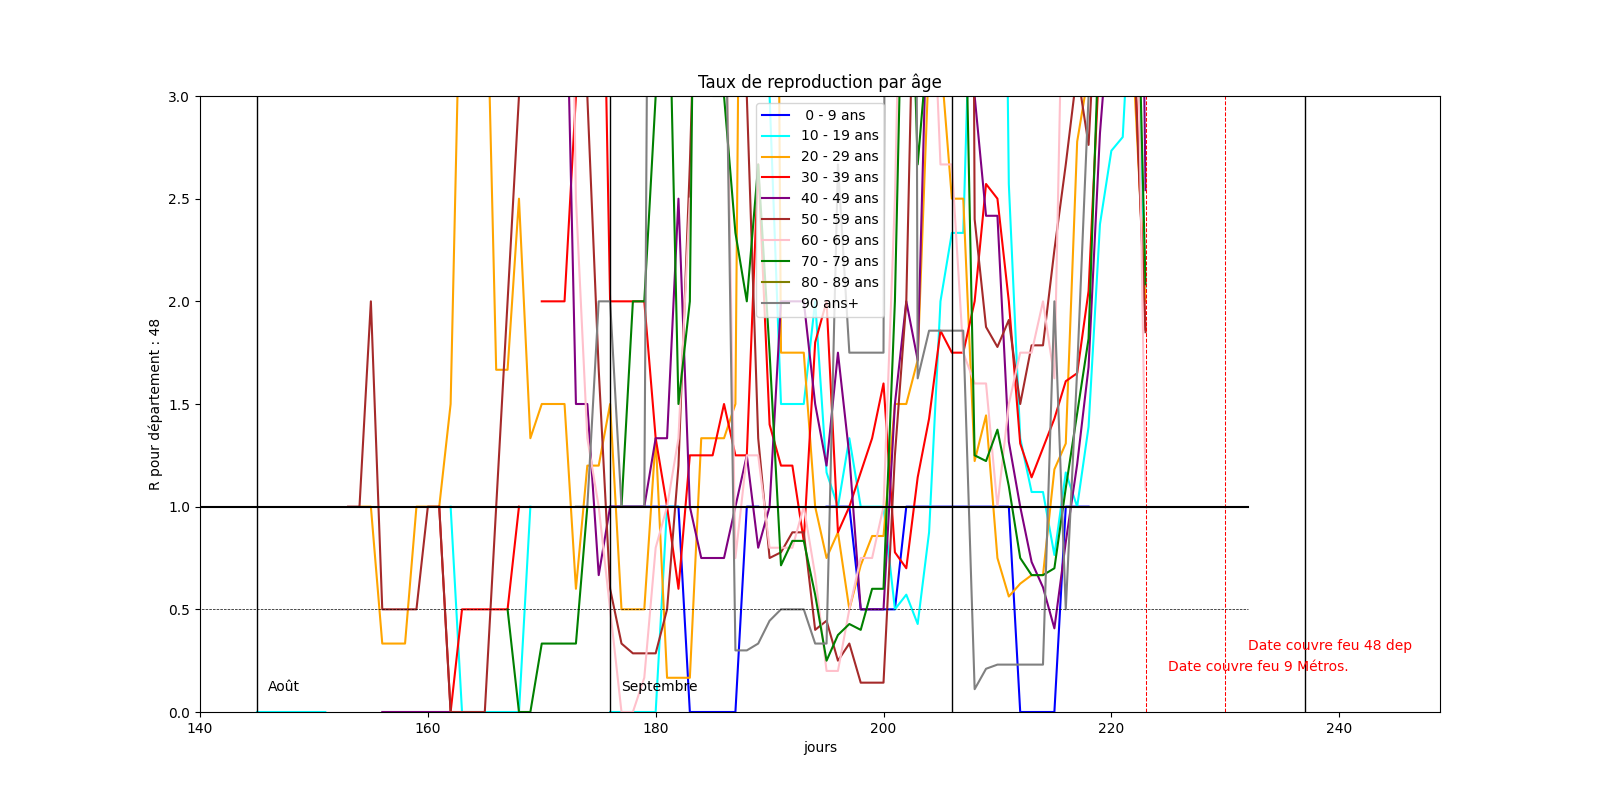 Taux de reproduction par âge
R pour département : 48
3.0
2.5
2.0
1.5
1.0
0.5
0.0
0 - 9 ans
10 - 19 ans
20 - 29 ans
30 - 39 ans
40 - 49 ans
50 - 59 ans
60 - 69 ans
70 - 79 ans
80 - 89 ans
90 ans+
Date couvre feu 48 dep
Date couvre feu 9 Métros.
Août
Septembre
140
160
180
200
220
240
jours